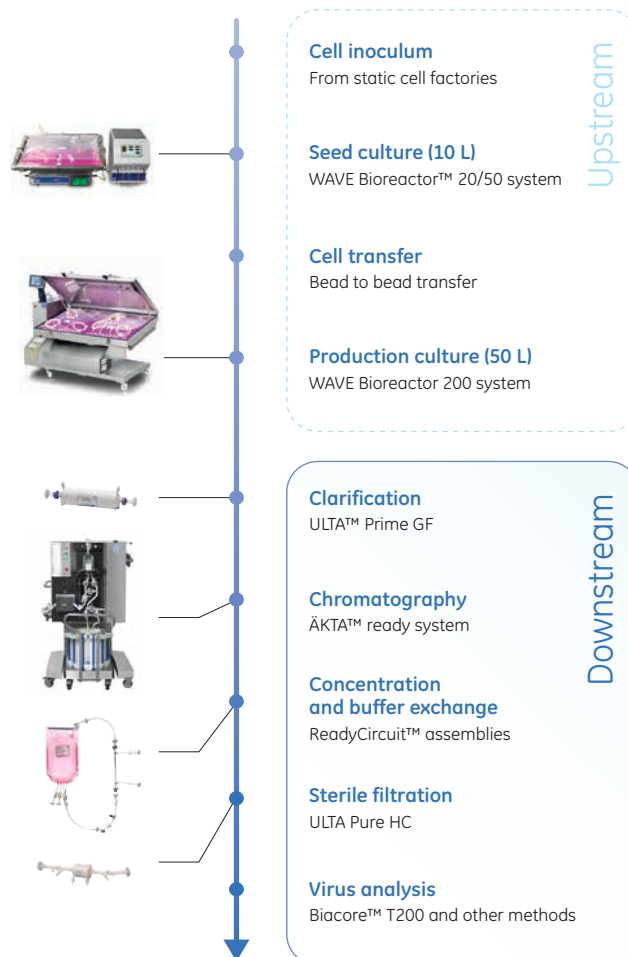 Upstream
Cell inoculum
From static cell factories
Seed culture (10 L)
WAVE Bioreactor™ 20/50 system
Cell transfer
Bead to bead transfer
Production culture (50 L)
WAVE Bioreactor 200 system
Downstream
Clarification
ULTA™ Prime GF
Chromatography
ÄKTA™ ready system
Concentration
and buffer exchange
ReadyCircuit™ assemblies
Sterile filtration
ULTA Pure HC
Virus analysis
Biacore™ T200 and other methods